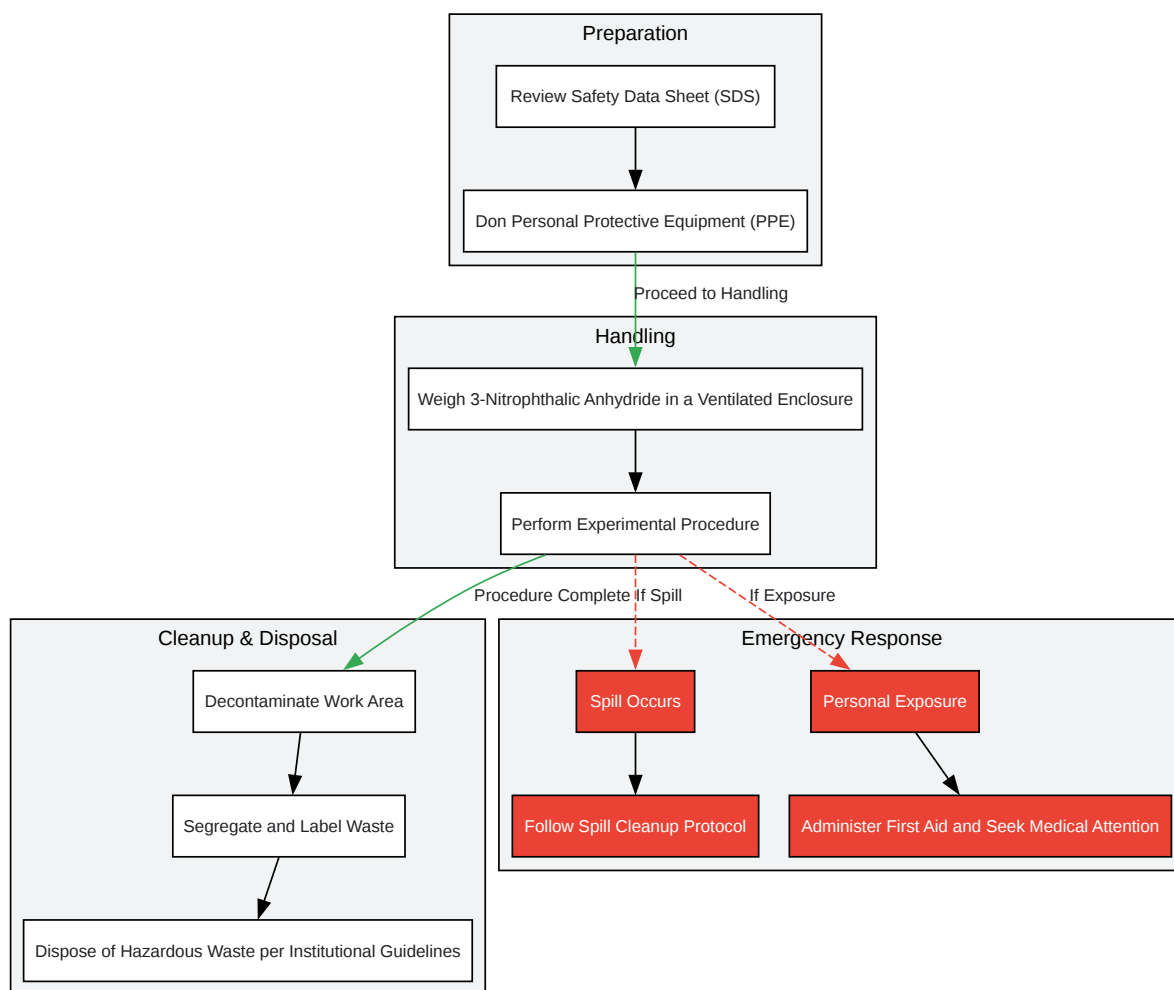 Preparation
Review Safety Data Sheet (SDS)
Don Personal Protective Equipment (PPE)
Proceed to Handling
Handling
Weigh 3-Nitrophthalic Anhydride in a Ventilated Enclosure
Perform Experimental Procedure
Procedure Complete
If Spill
If Exposure
Cleanup & Disposal
Decontaminate Work Area
Segregate and Label Waste
Dispose of Hazardous Waste per Institutional Guidelines
Emergency Response
Spill Occurs
Personal Exposure
Follow Spill Cleanup Protocol
Administer First Aid and Seek Medical Attention